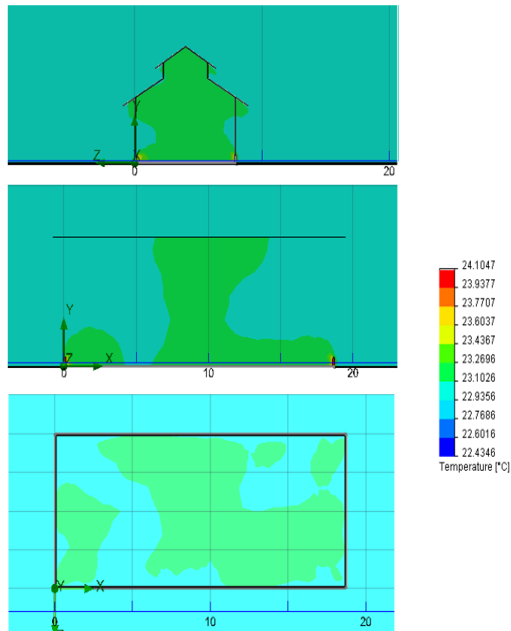 Y
Z
X
0
20
Y
Z
X
0
10
20
24.1047
23.9377
23.7707
23.6037
23.4367
23.2696
23.1026
22.9356
22.7686
22.6016
22.4346
Temperature [°C]
Y
X
0
10
20